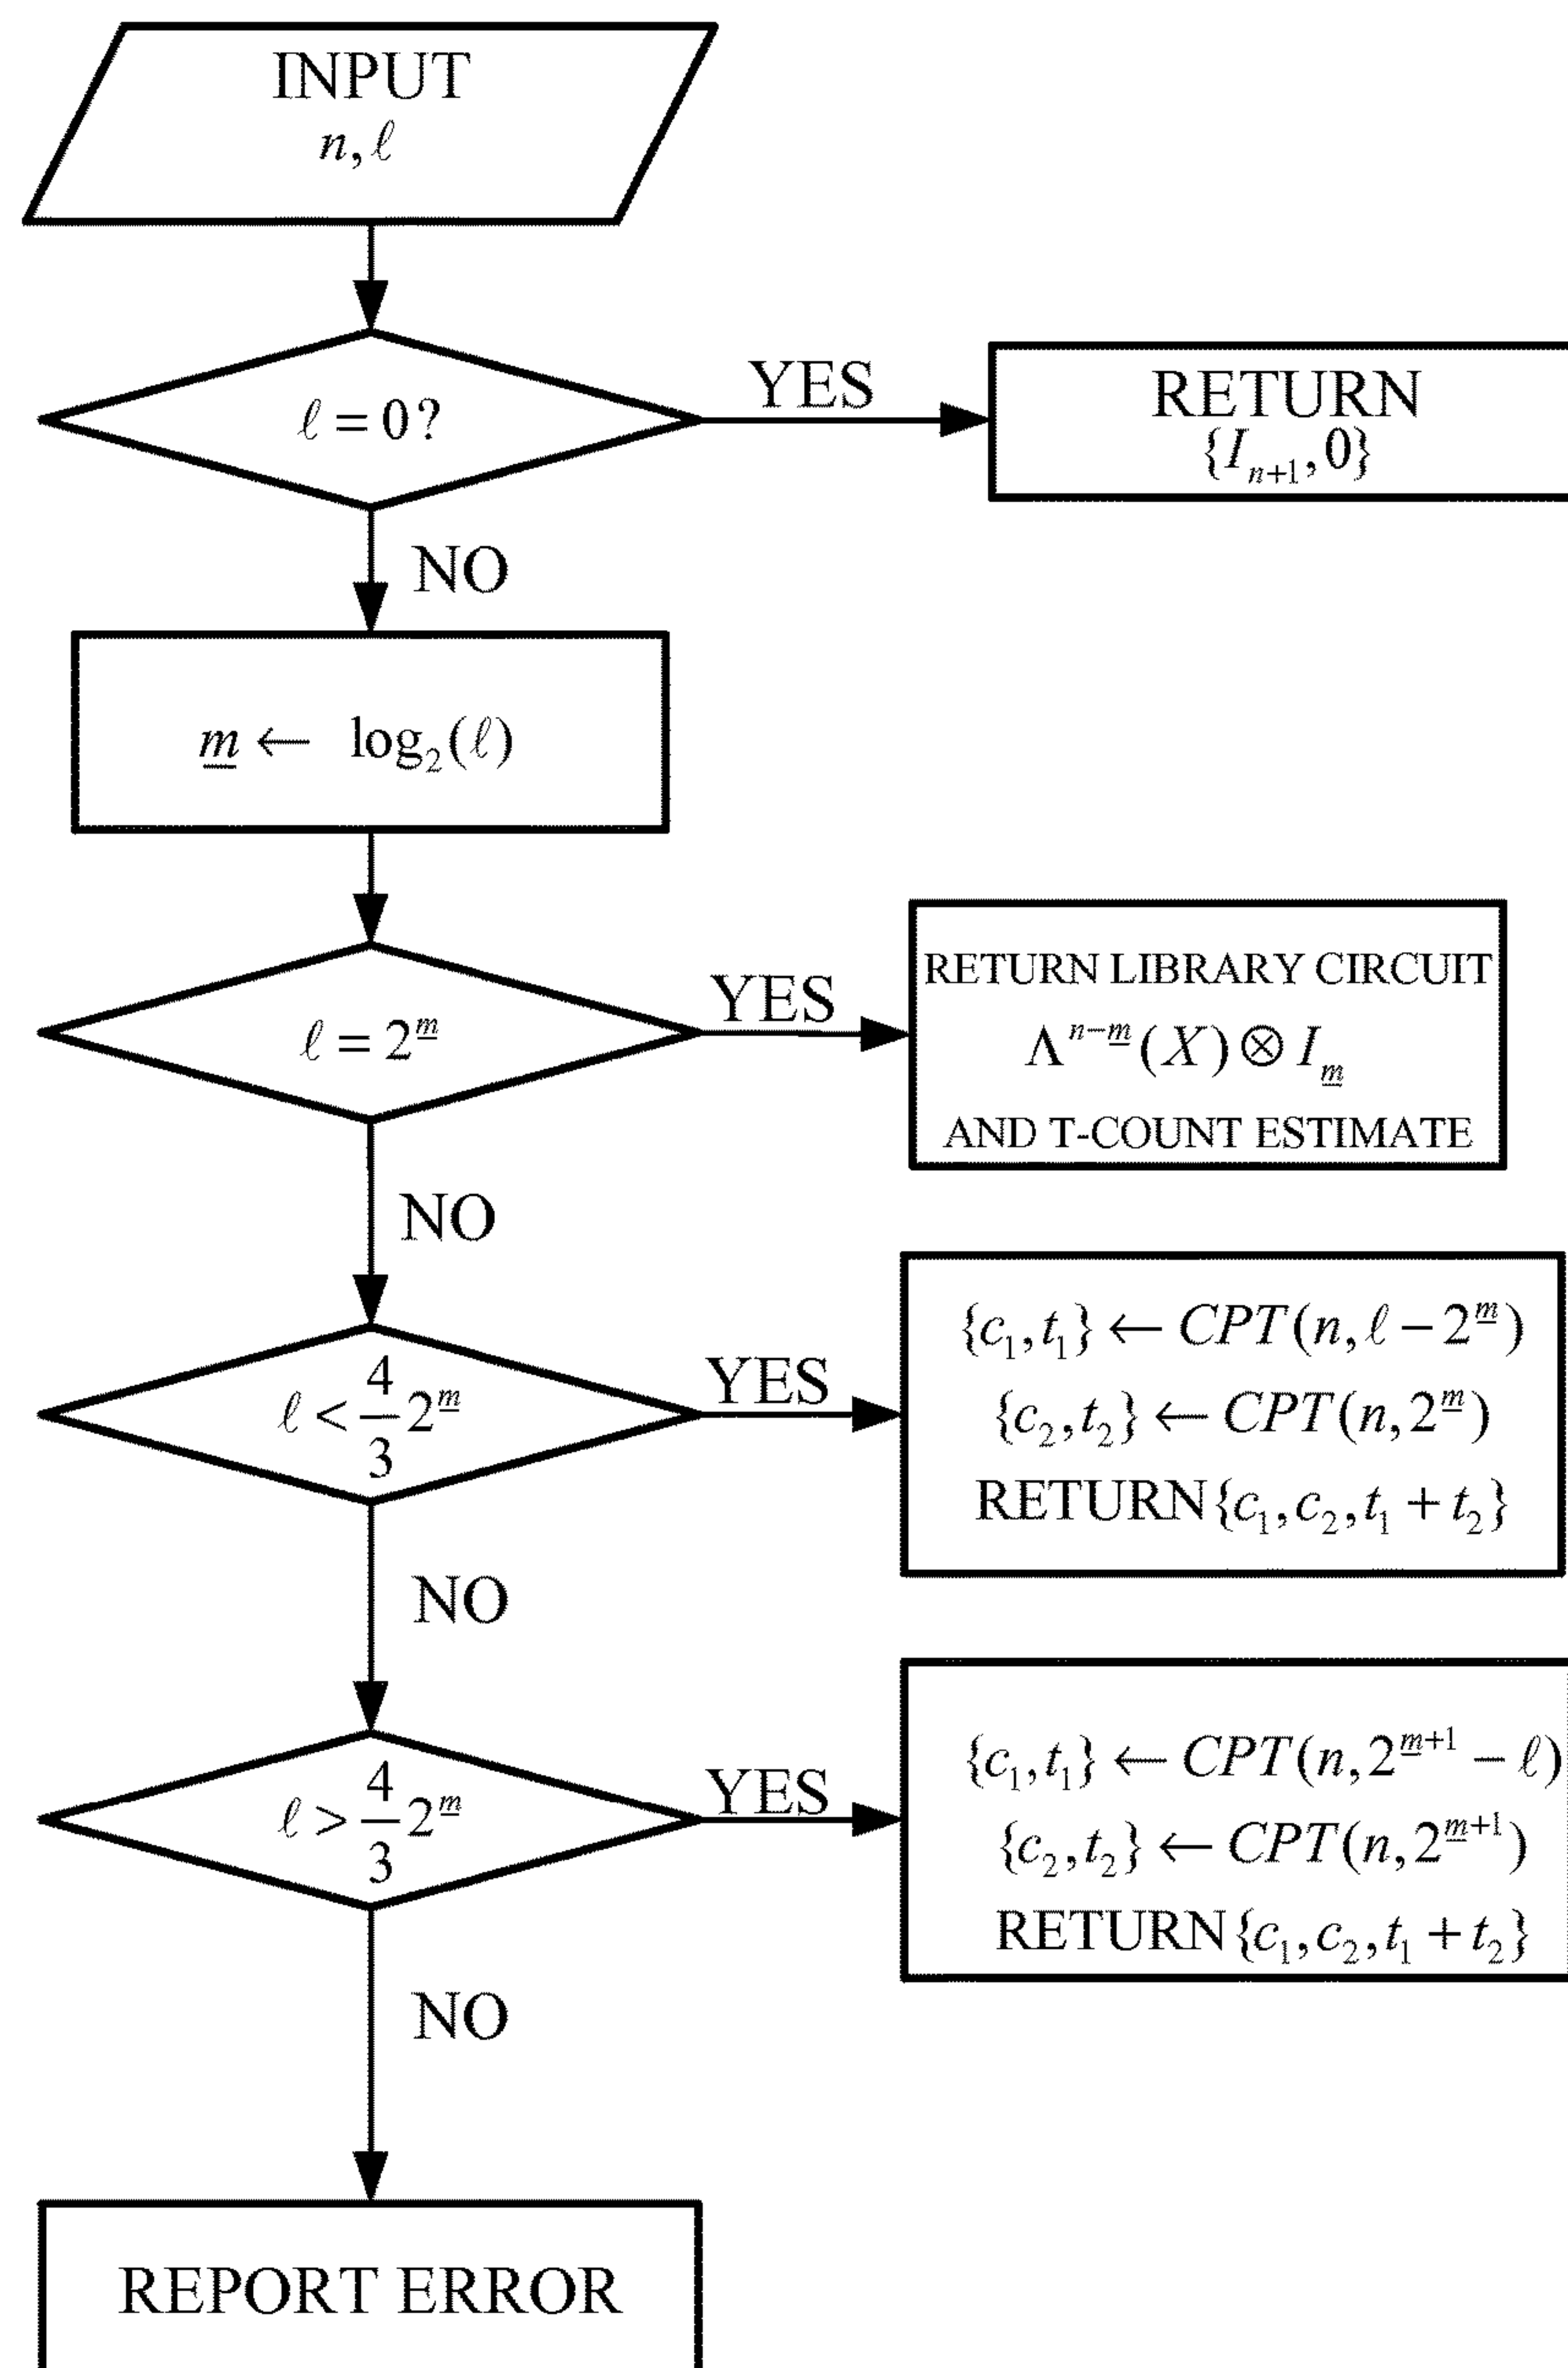 INPUT
n, ℓ
ℓ = 0?
YES
RETURN
{I_{n+1}, 0}
NO
m̲ ← log₂(ℓ)
ℓ = 2^{m̲}
YES
RETURN LIBRARY CIRCUIT
Λ^{n−m̲}(X) ⊗ I_{m̲}
AND T-COUNT ESTIMATE
NO
ℓ < 4/3 2^{m̲}
YES
{c₁, t₁} ← CPT(n, ℓ − 2^{m̲})
{c₂, t₂} ← CPT(n, 2^{m̲})
RETURN{c₁, c₂, t₁ + t₂}
NO
ℓ > 4/3 2^{m̲}
YES
{c₁, t₁} ← CPT(n, 2^{m̲+1} − ℓ)
{c₂, t₂} ← CPT(n, 2^{m̲+1})
RETURN{c₁, c₂, t₁ + t₂}
NO
REPORT ERROR